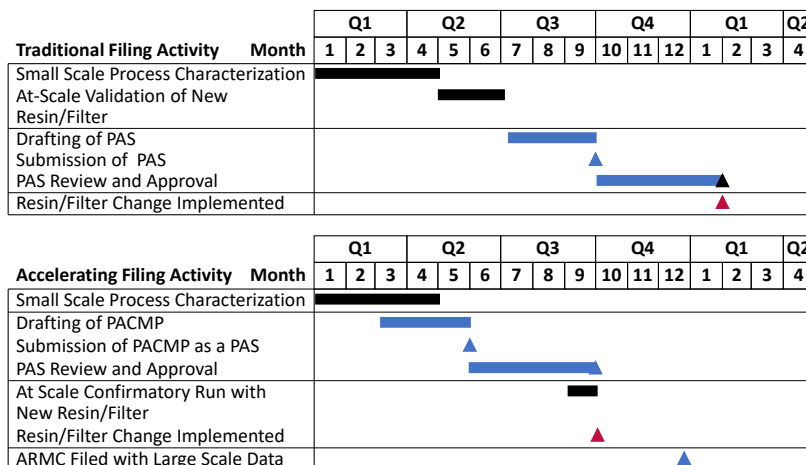 Q1 Q2 Q3 Q4 Q1 Q2
Traditional Filing Activity Month 1 2 3 4 5 6 7 8 9 10 11 12 1 2 3 4
Small Scale Process Characterization
At-Scale Validation of New
Resin/Filter
Drafting of PAS
Submission of PAS
PAS Review and Approval
Resin/Filter Change Implemented
Q1 Q2 Q3 Q4 Q1 Q2
Accelerating Filing Activity Month 1 2 3 4 5 6 7 8 9 10 11 12 1 2 3 4
Small Scale Process Characterization
Drafting of PACMP
Submission of PACMP as a PAS
PAS Review and Approval
At Scale Confirmatory Run with
New Resin/Filter
Resin/Filter Change Implemented
ARMC Filed with Large Scale Data